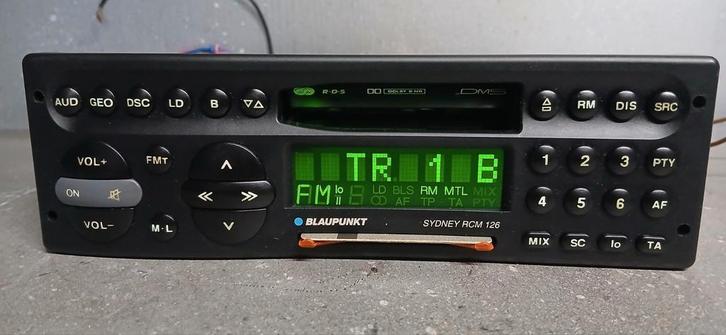 AUD GEO DSC LD B ▽△
R·D·S DOLBY B NR DMS
RM DIS SRC
VOL+ FMT
ON
VOL− M·L
TR. 1 B
FM Io II LD BLS RM MTL MIX
AF TP TA PTY
1 2 3 PTY
4 5 6 AF
MIX SC lo TA
BLAUPUNKT SYDNEY RCM 126